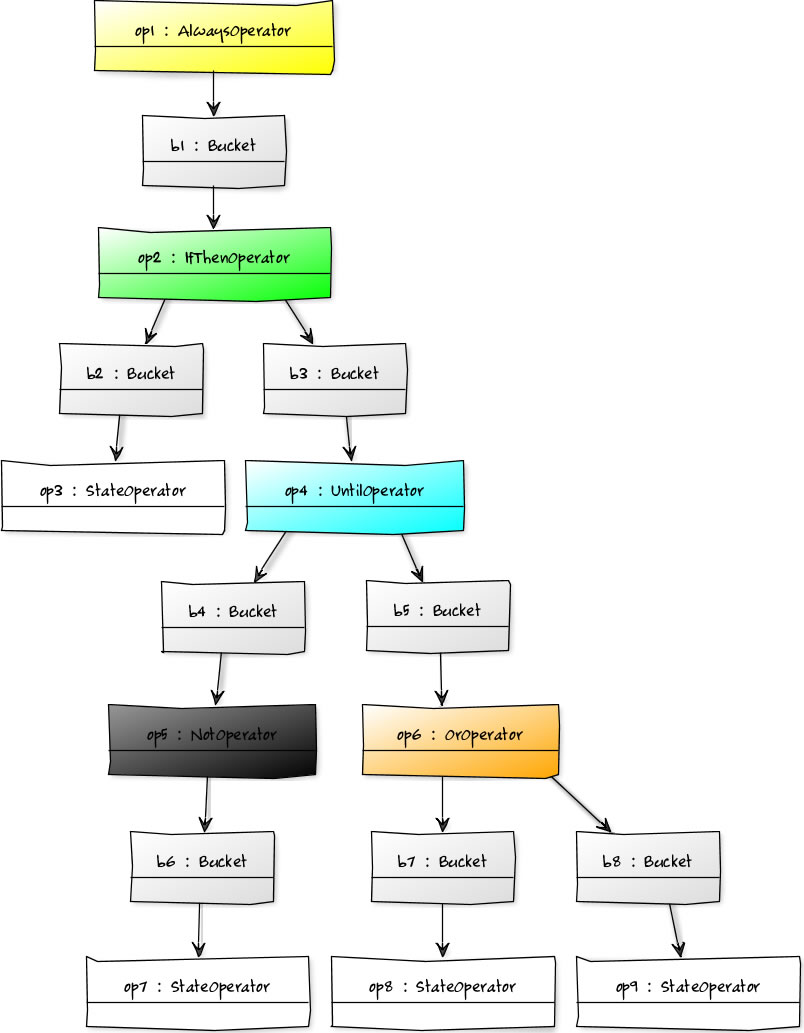 op1 : AlwaysOperator
b1 : Bucket
op2 : IfThenOperator
b2 : Bucket
b3 : Bucket
op3 : StateOperator
op4 : UntilOperator
b4 : Bucket
b5 : Bucket
op5 : NotOperator
op6 : OrOperator
b6 : Bucket
b7 : Bucket
b8 : Bucket
op7 : StateOperator
op8 : StateOperator
op9 : StateOperator